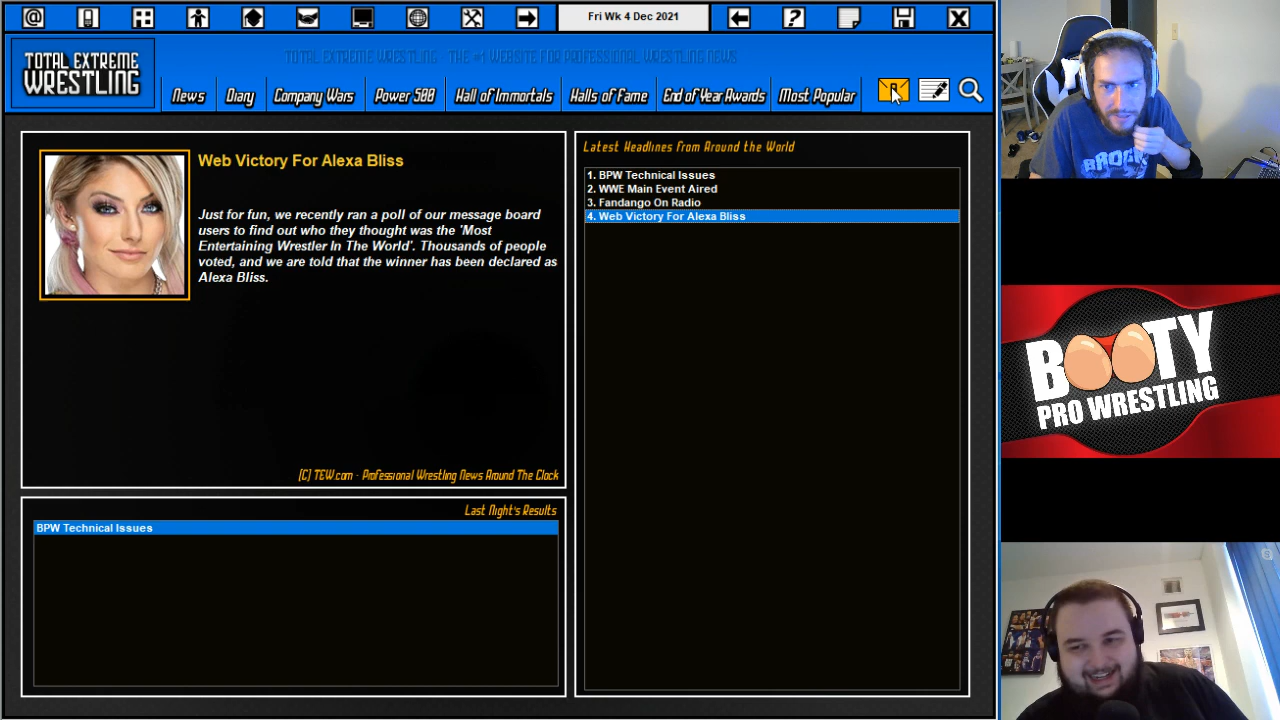 Fri Wk 4 Dec 2021
TOTAL EXTREME
WRESTLING
TOTAL EXTREME WRESTLING THE #1 WEBSITE FOR PROFESSIONAL WRESTLING NEWS
News
Diary
Company Wars
Power 500
Hall of Immortals
Halls of Fame
End of Year Awards
Most Popular
Web Victory For Alexa Bliss
Just for fun, we recently ran a poll of our message board
users to find out who they thought was the 'Most
Entertaining Wrestler In The World'. Thousands of people
voted, and we are told that the winner has been declared as
Alexa Bliss.
(C) TEW.com - Professional Wrestling News Around The Clock
Last Night's Results
BPW Technical Issues
Latest Headlines From Around the World
1. BPW Technical Issues
2. WWE Main Event Aired
3. Fandango On Radio
4. Web Victory For Alexa Bliss
BOOTY
PRO WRESTLING